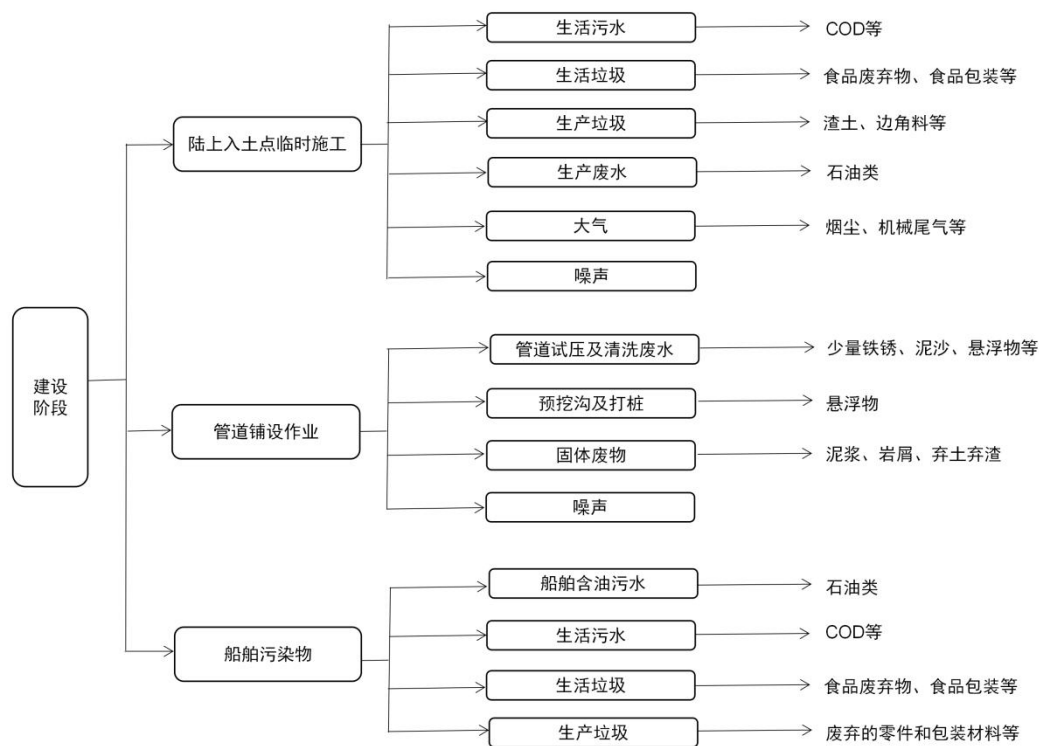 生活污水
COD等
生活垃圾
食品废弃物、食品包装等
陆上入土点临时施工
生产垃圾
渣土、边角料等
生产废水
石油类
大气
烟尘、机械尾气等
噪声
建设
阶段
管道试压及清洗废水
少量铁锈、泥沙、悬浮物等
管道铺设作业
预挖沟及打桩
悬浮物
固体废物
泥浆、岩屑、弃土弃渣
噪声
船舶含油污水
石油类
船舶污染物
生活污水
COD等
生活垃圾
食品废弃物、食品包装等
生产垃圾
废弃的零件和包装材料等